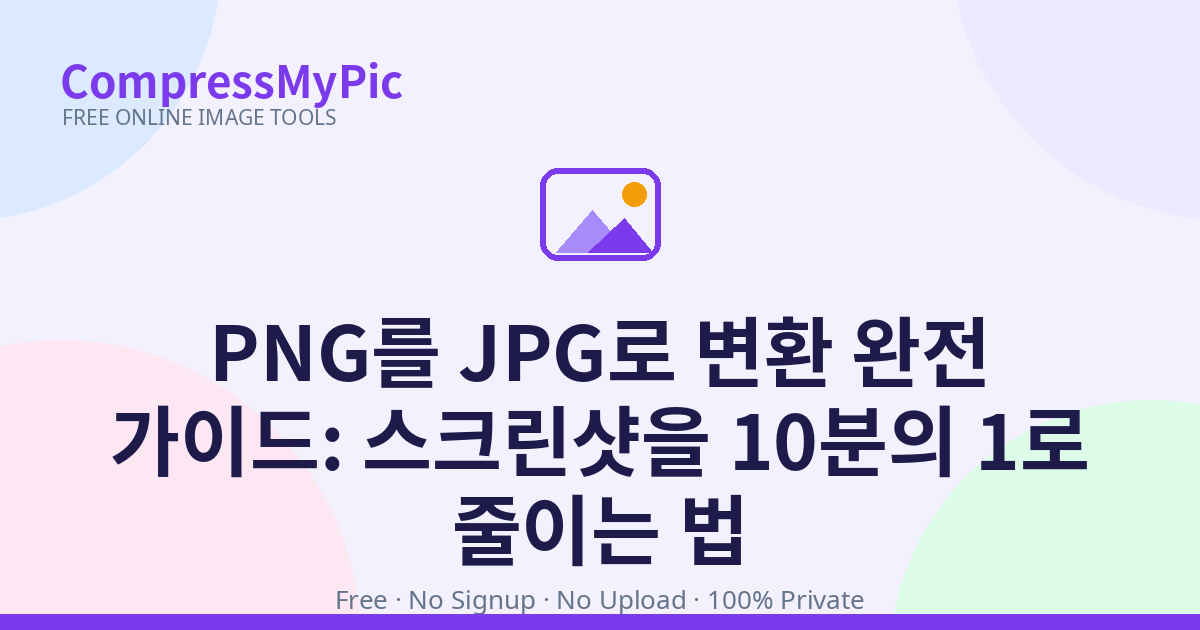 CompressMyPic
FREE ONLINE IMAGE TOOLS
PNG를 JPG로 변환 완전
가이드: 스크린샷을 10분의 1로
줄이는 법
Free · No Signup · No Upload · 100% Private